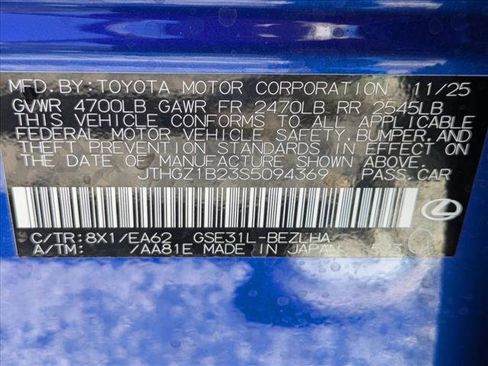 MFD. BY: TOYOTA MOTOR CORPORATION 11/25
GVWR 4700LB GAWR FR 2470LB RR 2545LB
THIS VEHICLE CONFORMS TO ALL APPLICABLE
FEDERAL MOTOR VEHICLE SAFETY, BUMPER, AND
THEFT PREVENTION STANDARDS IN EFFECT ON
THE DATE OF MANUFACTURE SHOWN ABOVE.
JTHGZ1B23S5094369 PASS.CAR
C/TR:8X1/EA62 GSE31L-BEZLHA
A/TM: /AA81E MADE IN JAPAN